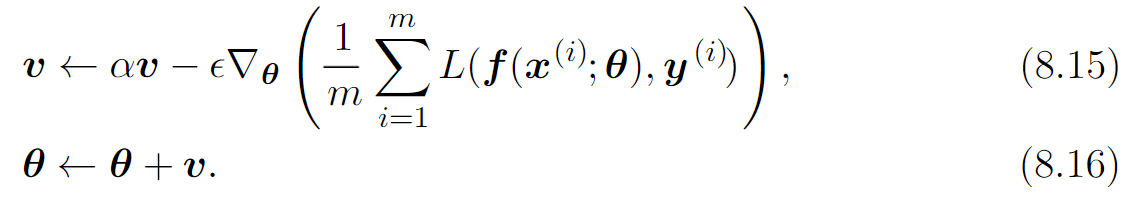 v ← αv − ϵ∇_θ ( 1/m ∑_{i=1}^{m} L(f(x^{(i)}; θ), y^{(i)}) ), (8.15)
θ ← θ + v. (8.16)